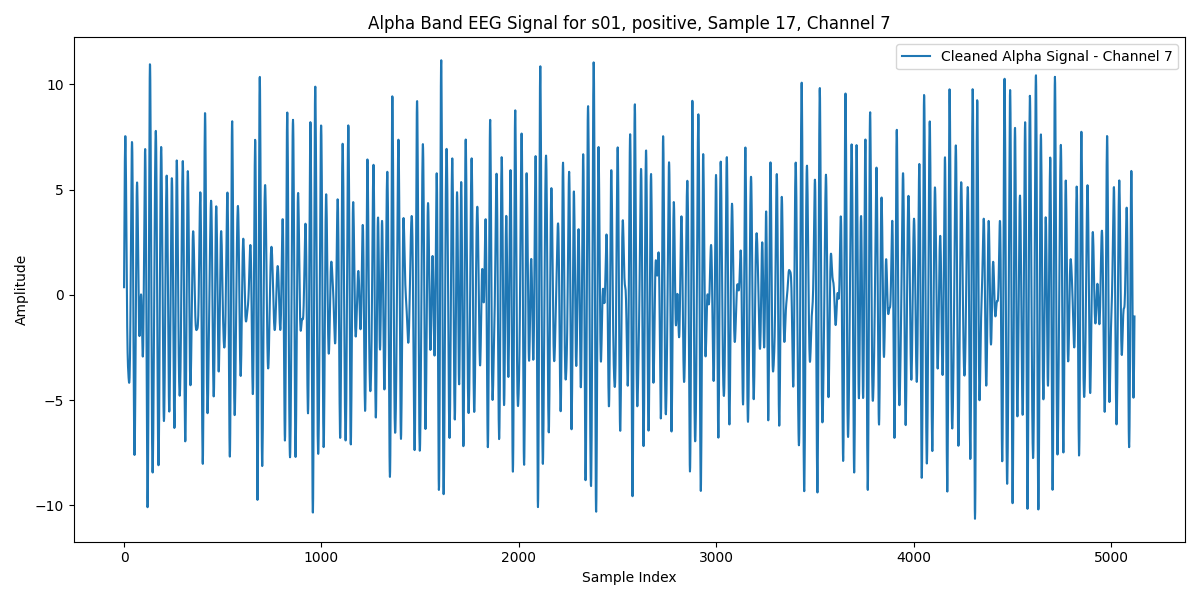 Alpha Band EEG Signal for s01, positive, Sample 17, Channel 7
Cleaned Alpha Signal - Channel 7
Amplitude
10
5
0
−5
−10
0 1000 2000 3000 4000 5000
Sample Index